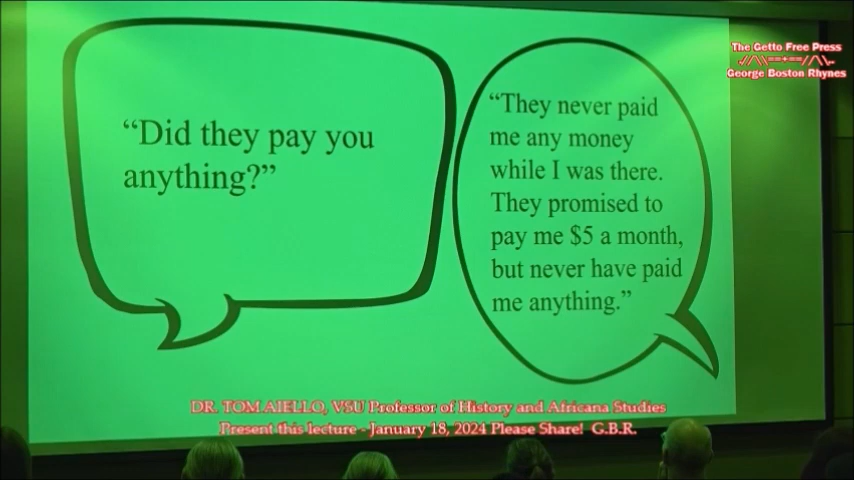 “Did they pay you
anything?”
“They never paid
me any money
while I was there.
They promised to
pay me $5 a month,
but never have paid
me anything.”
The Getto Free Press
George Boston Rhynes
DR. TOM AIELLO, VSU Professor of History and Africana Studies
Present this lecture - January 18, 2024 Please Share! G.B.R.